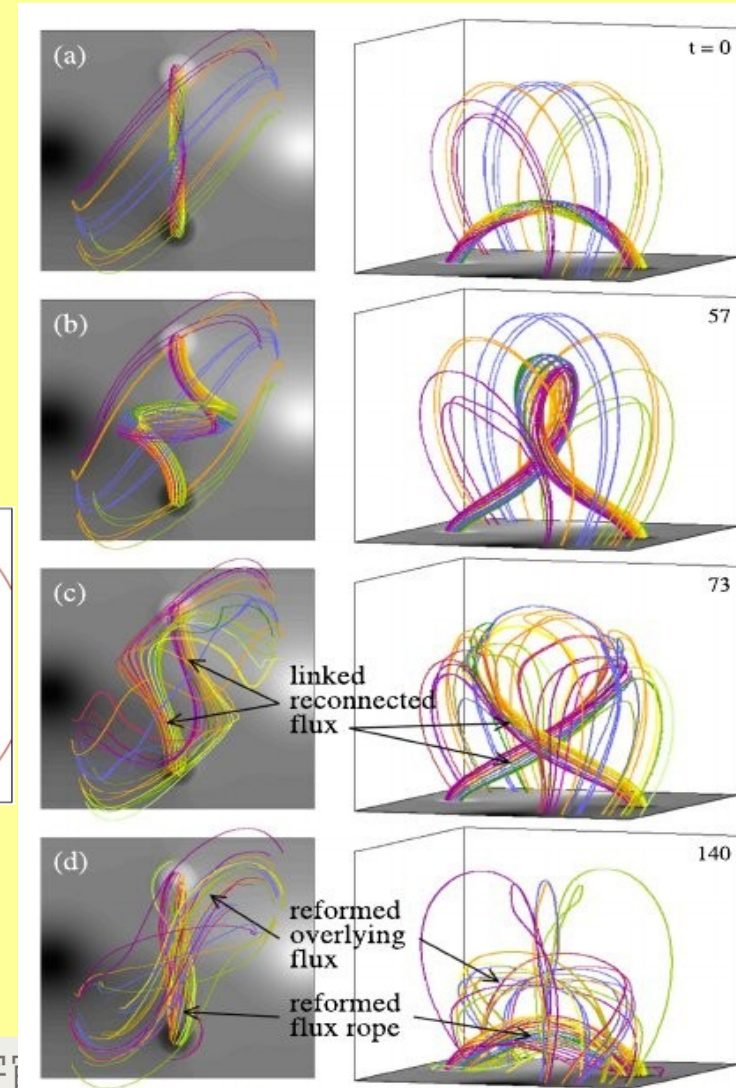 (a)
t = 0
(b)
57
(c)
73
linked
reconnected
flux
(d)
140
reformed
overlying
flux
reformed
flux rope